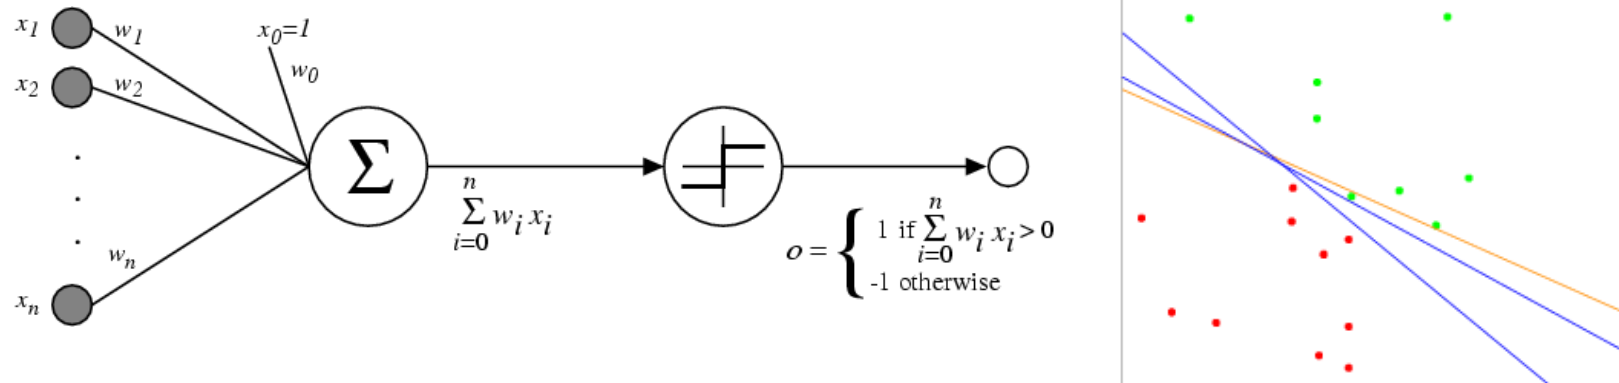 x1
w1
x0=1
w0
x2
w2
.
.
.
wn
xn
Σ
n
Σ wi xi
i=0
o = { 1 if
n
Σ wi xi > 0
i=0
-1 otherwise